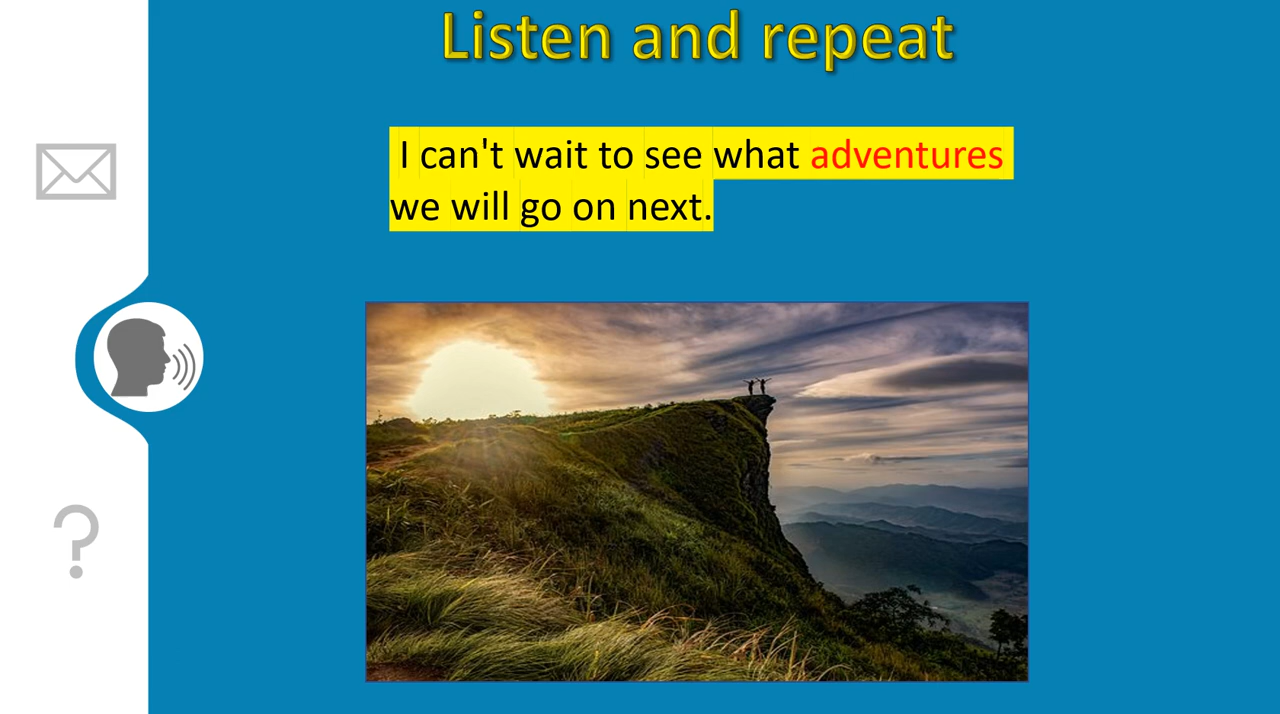 Listen and repeat
I can't wait to see what adventures
we will go on next.
?